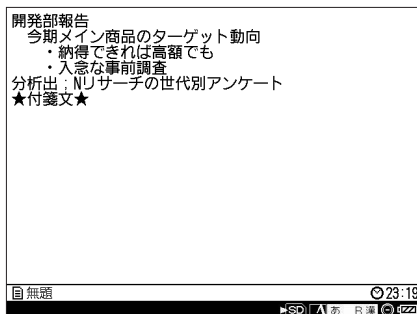 開発部報告
　今期メイン商品のターゲット動向
　　・納得できれば高額でも
　　・入念な事前調査
分析出；Nリサーチの世代別アンケート
★付箋文★
無題 23:19
SD A あ R漢